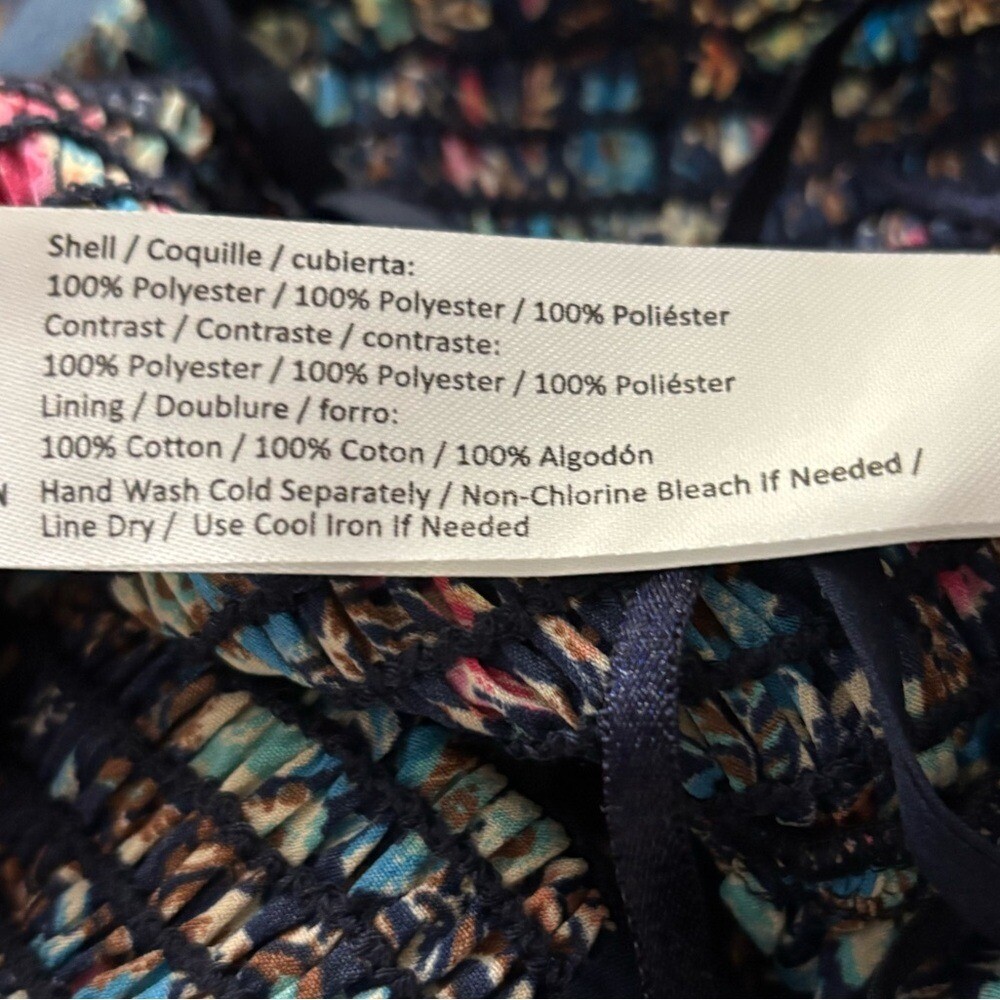 Shell / Coquille / cubierta:
100% Polyester / 100% Polyester / 100% Poliéster
Contrast / Contraste / contraste:
100% Polyester / 100% Polyester / 100% Poliéster
Lining / Doublure / forro:
100% Cotton / 100% Coton / 100% Algodón
Hand Wash Cold Separately / Non-Chlorine Bleach If Needed /
Line Dry / Use Cool Iron If Needed